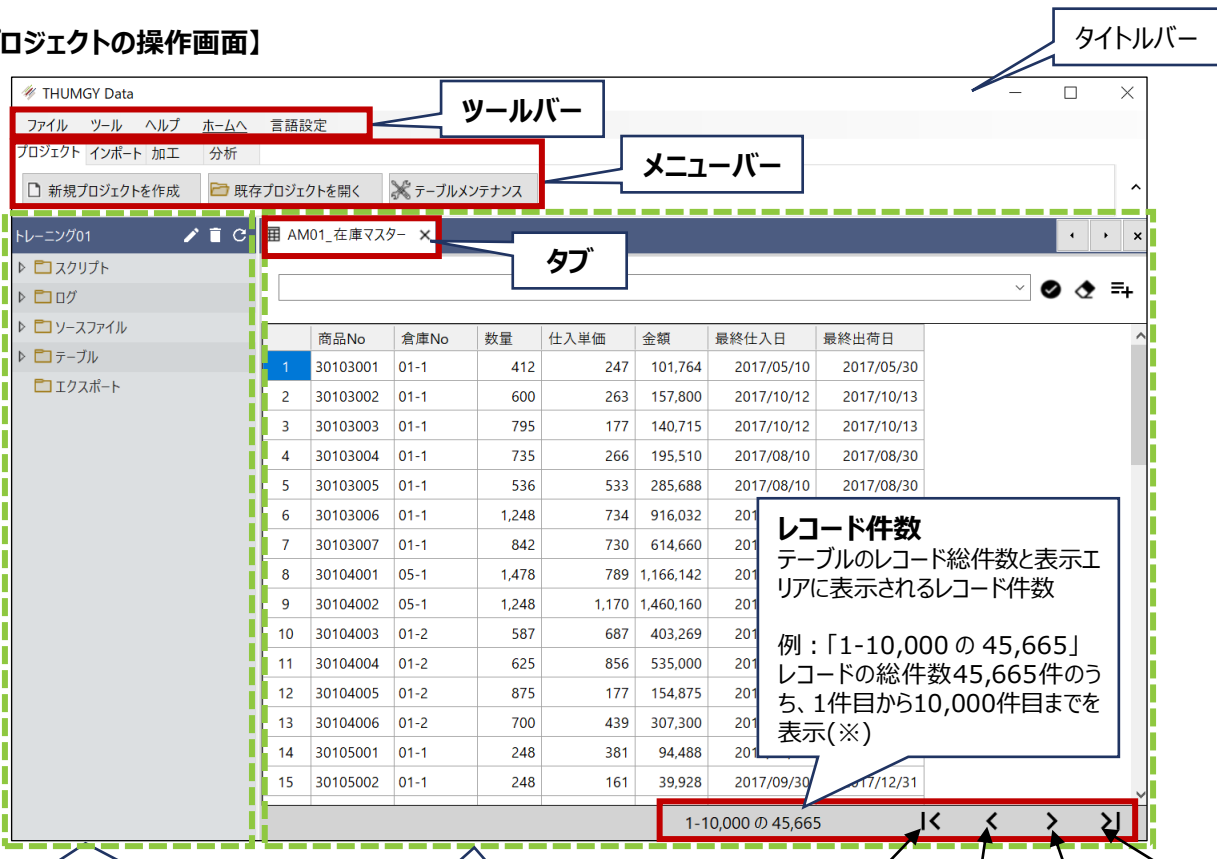 ロジェクトの操作画面】
タイトルバー
THUMGY Data
ツールバー
ファイル ツール ヘルプ ホームへ 言語設定
プロジェクト インポート 加工 分析
メニューバー
新規プロジェクトを作成 既存プロジェクトを開く テーブルメンテナンス
トレーニング01
AM01_在庫マスター
タブ
スクリプト
ログ
ソースファイル
テーブル
エクスポート
商品No 倉庫No 数量 仕入単価 金額 最終仕入日 最終出荷日
1 30103001 01-1 412 247 101,764 2017/05/10 2017/05/30
2 30103002 01-1 600 263 157,800 2017/10/12 2017/10/13
3 30103003 01-1 795 177 140,715 2017/10/12 2017/10/13
4 30103004 01-1 735 266 195,510 2017/08/10 2017/08/30
5 30103005 01-1 536 533 285,688 2017/08/10 2017/08/30
6 30103006 01-1 1,248 734 916,032 201
7 30103007 01-1 842 730 614,660 201
8 30104001 05-1 1,478 789 1,166,142 201
9 30104002 05-1 1,248 1,170 1,460,160 201
10 30104003 01-2 587 687 403,269 201
11 30104004 01-2 625 856 535,000 201
12 30104005 01-2 875 177 154,875 201
13 30104006 01-2 700 439 307,300 201
14 30105001 01-1 248 381 94,488 201
15 30105002 01-1 248 161 39,928 2017/09/30 2017/12/31
レコード件数
テーブルのレコード総件数と表示エ
リアに表示されるレコード件数
例：「1-10,000 の 45,665」
レコードの総件数45,665件のう
ち、1件目から10,000件目までを
表示(※)
1-10,000 の 45,665